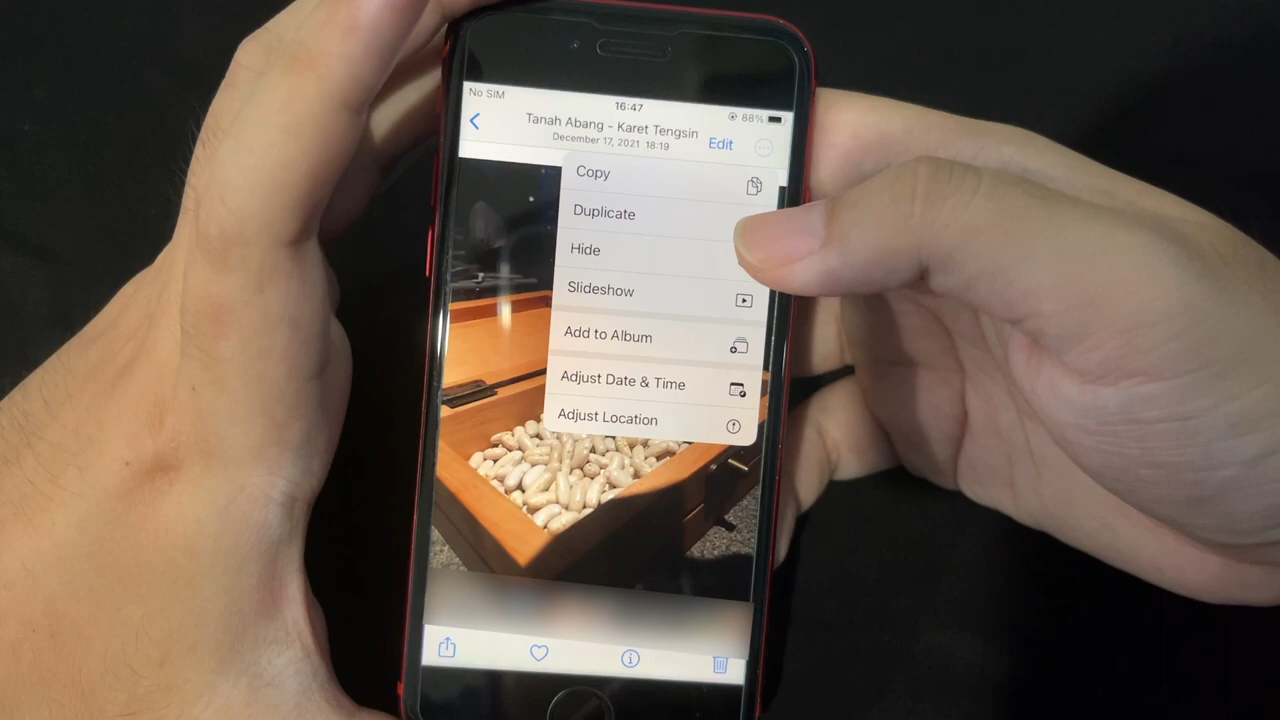 No SIM
16:47
88%
Tanah Abang - Karet Tengsin
December 17, 2021 18:19
Edit
Copy
Duplicate
Hide
Slideshow
Add to Album
Adjust Date & Time
Adjust Location